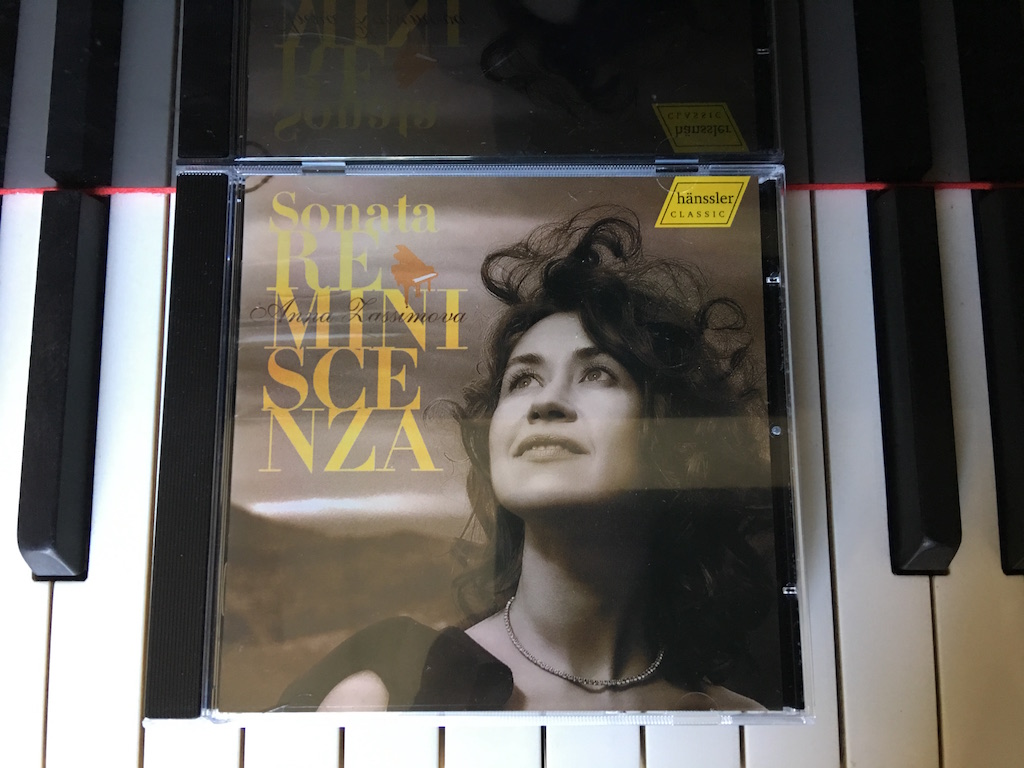 Sonata
RE
MINI
Anna Zassimova
SCE
NZA
hänssler
CLASSIC